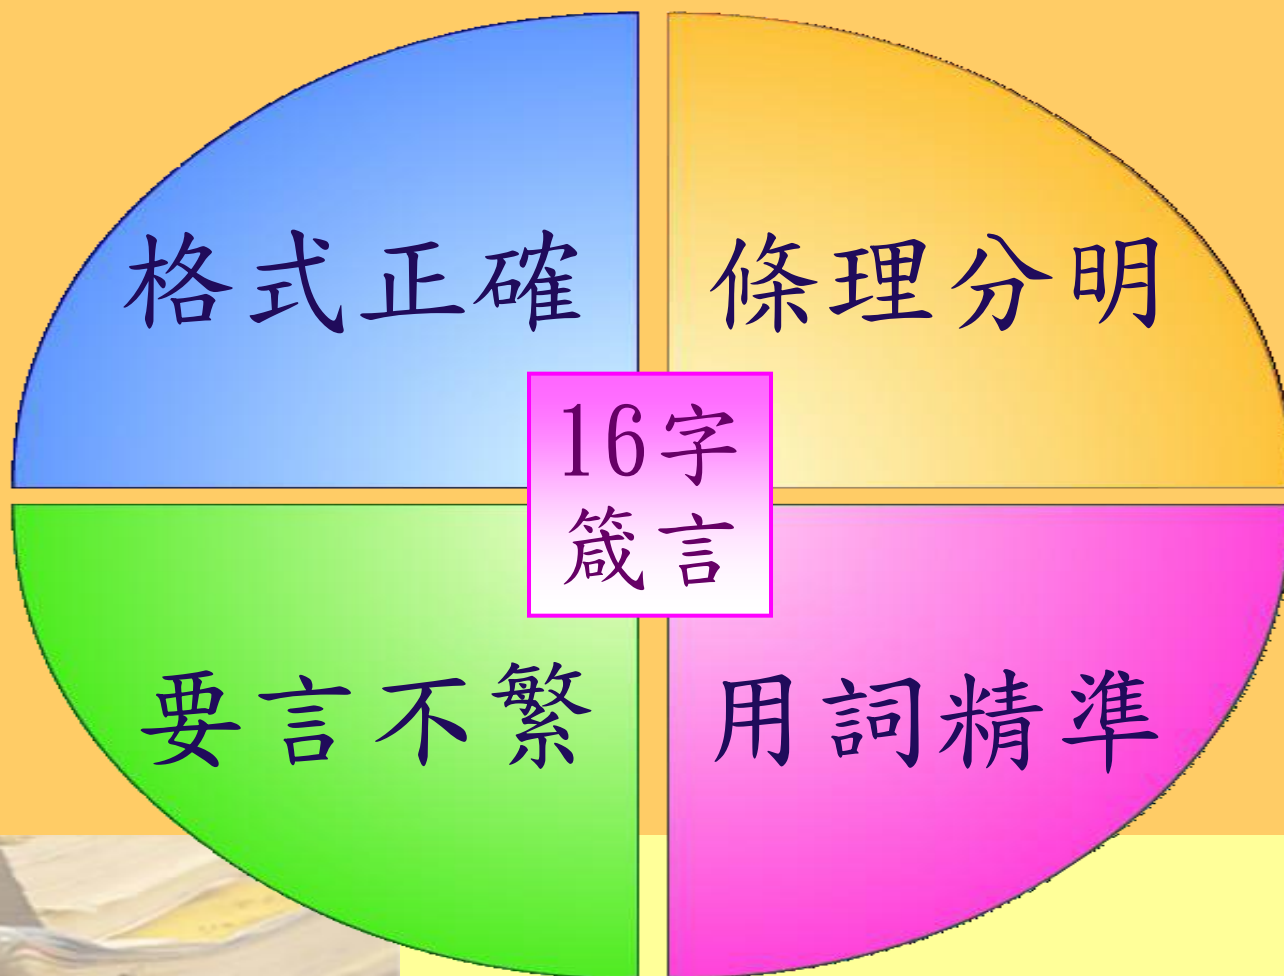 格式正確
條理分明
16字
箴言
要言不繁
用詞精準